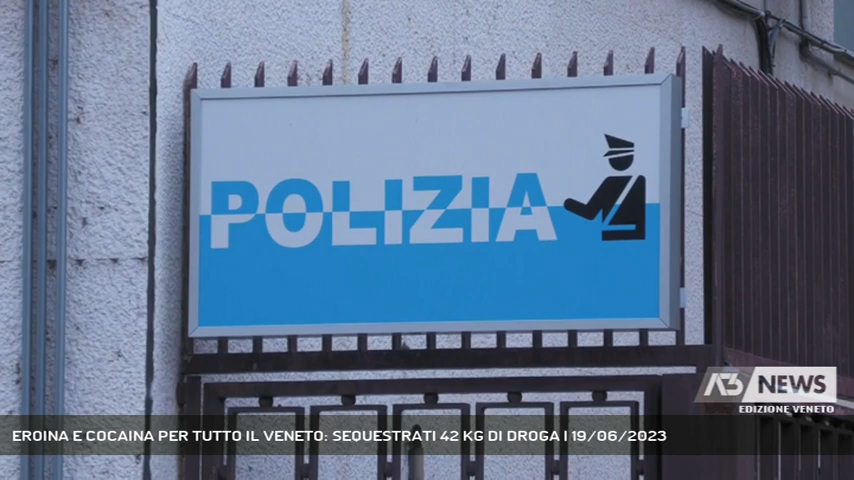 POLIZIA
A3 NEWS
EDIZIONE VENETO
EROINA E COCAINA PER TUTTO IL VENETO: SEQUESTRATI 42 KG DI DROGA | 19/06/2023